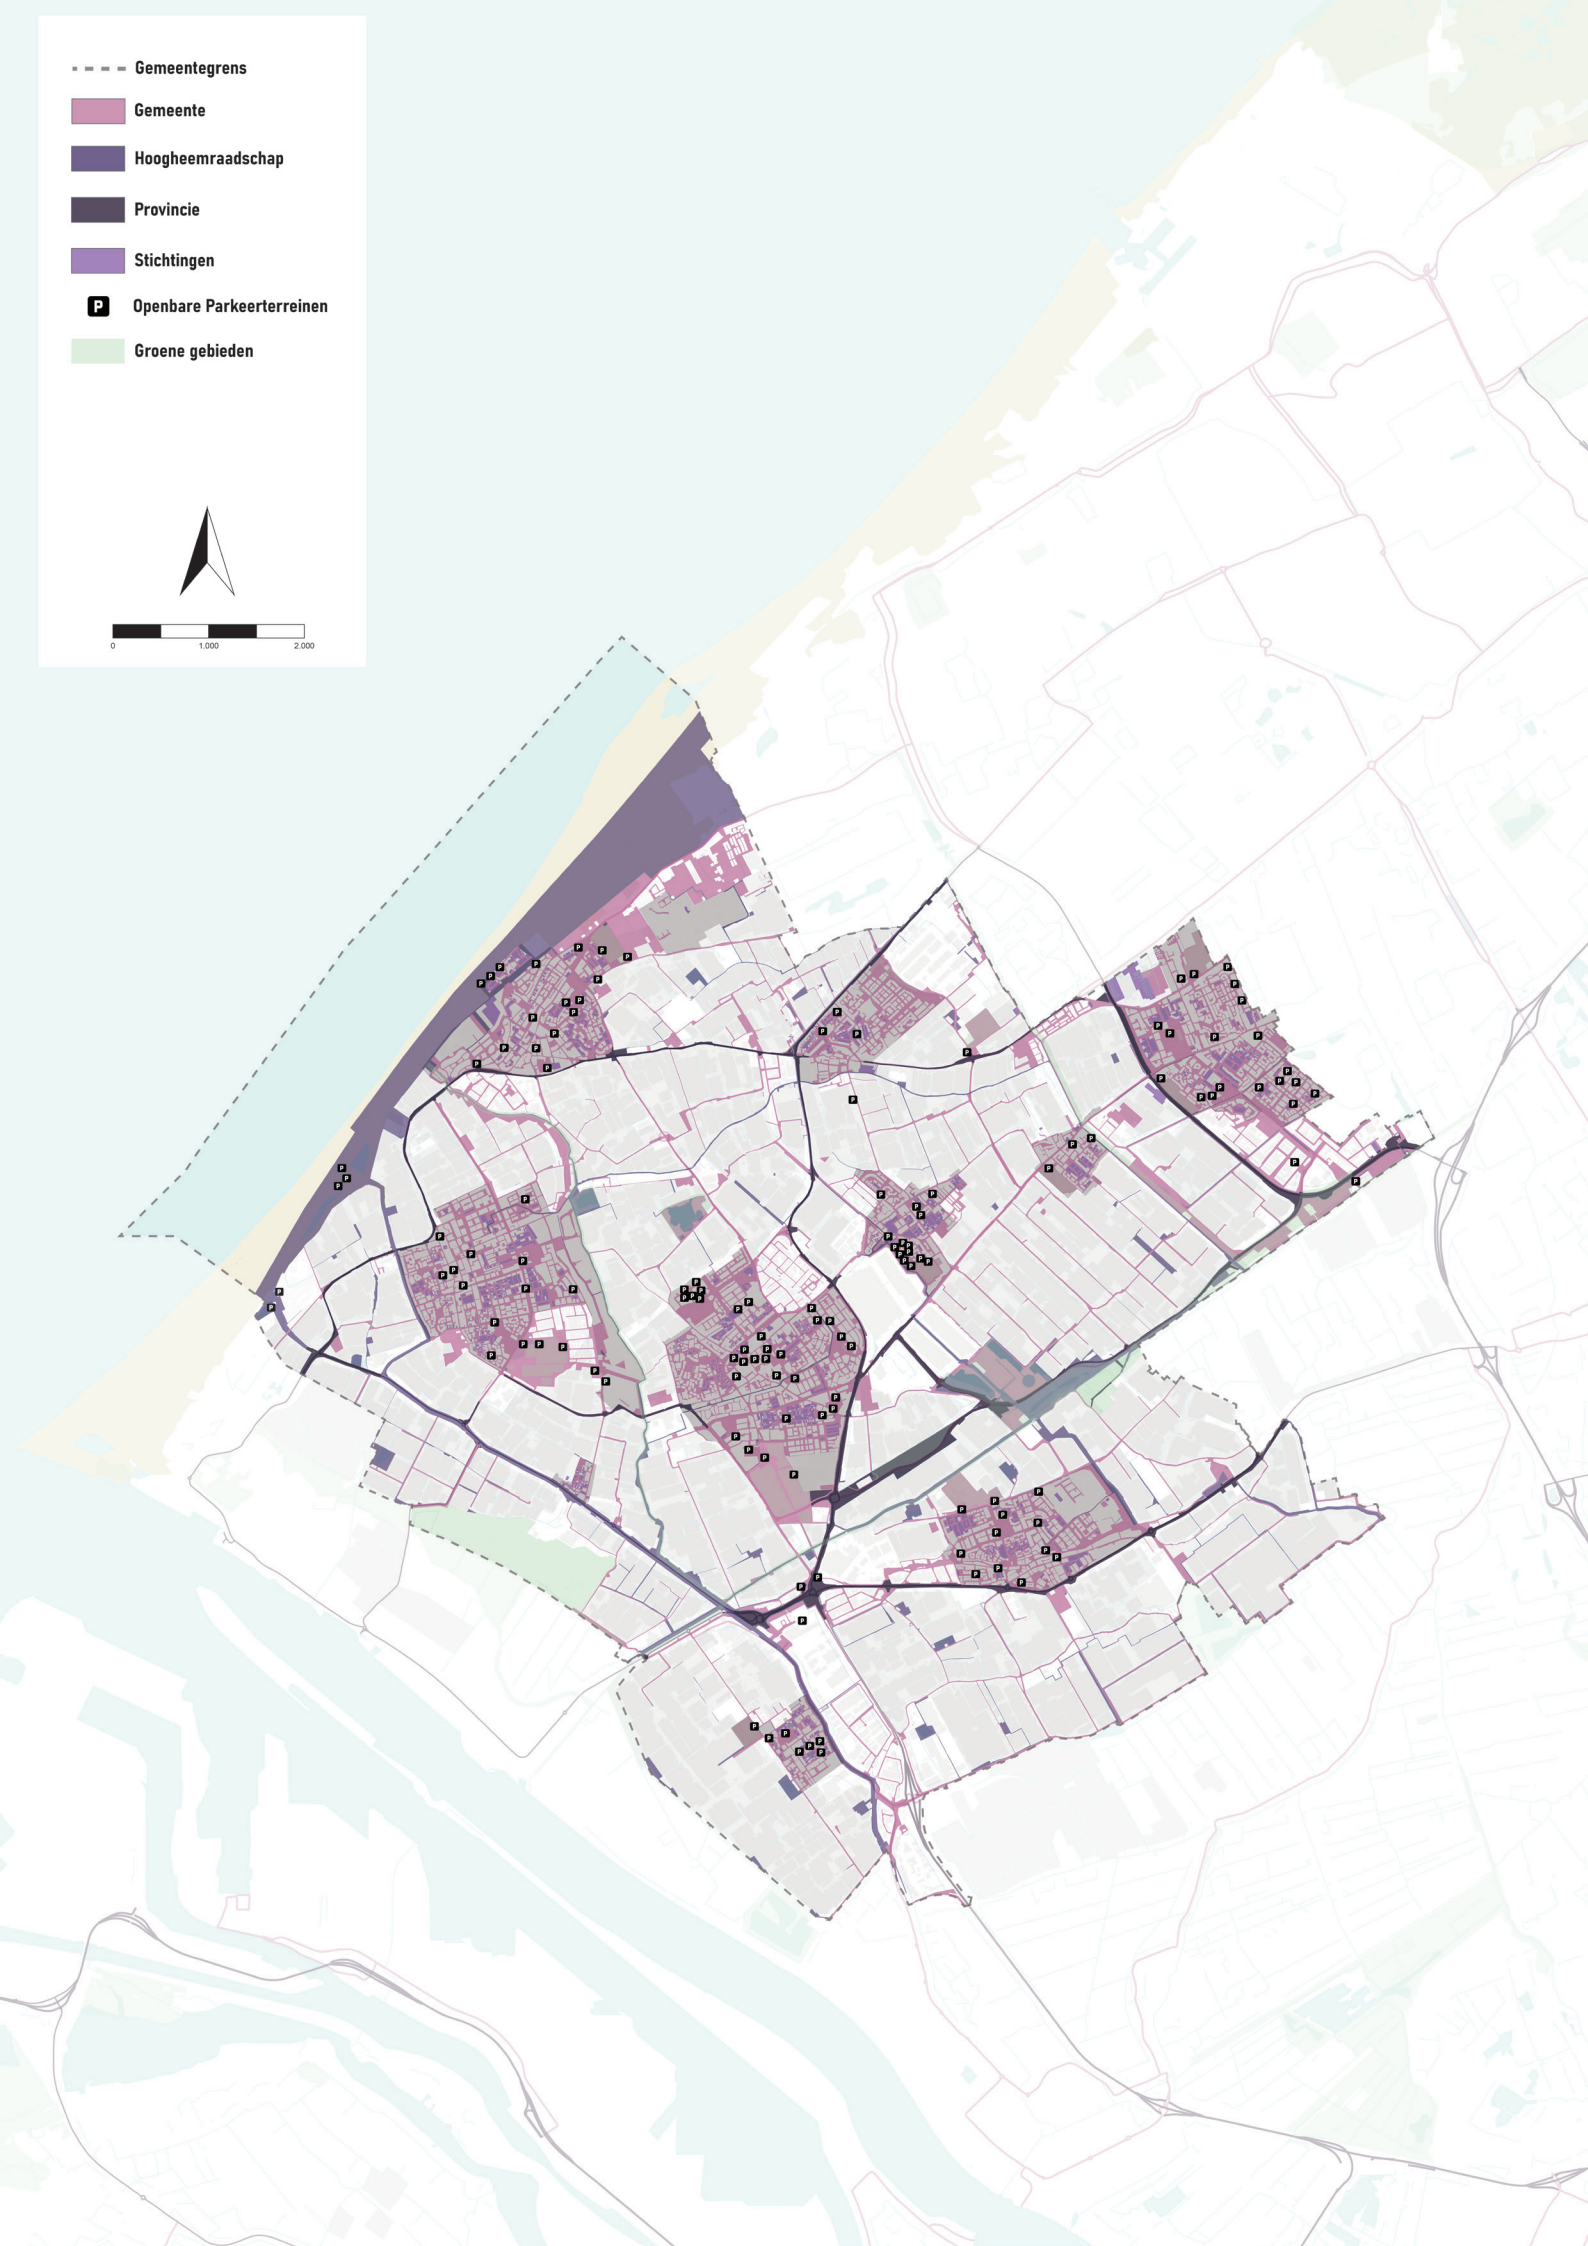 Gemeentegrens
Gemeente
Hoogheemraadschap
Provincie
Stichtingen
P Openbare Parkeerterreinen
Groene gebieden
0 1.000 2.000